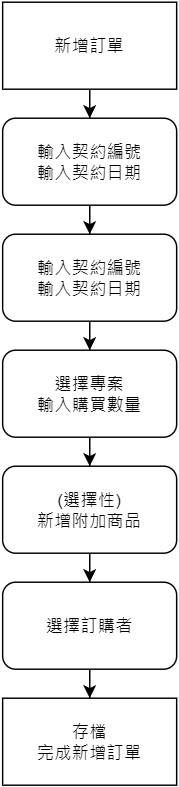 新增訂單
輸入契約編號
輸入契約日期
輸入契約編號
輸入契約日期
選擇專案
輸入購買數量
(選擇性)
新增附加商品
選擇訂購者
存檔
完成新增訂單